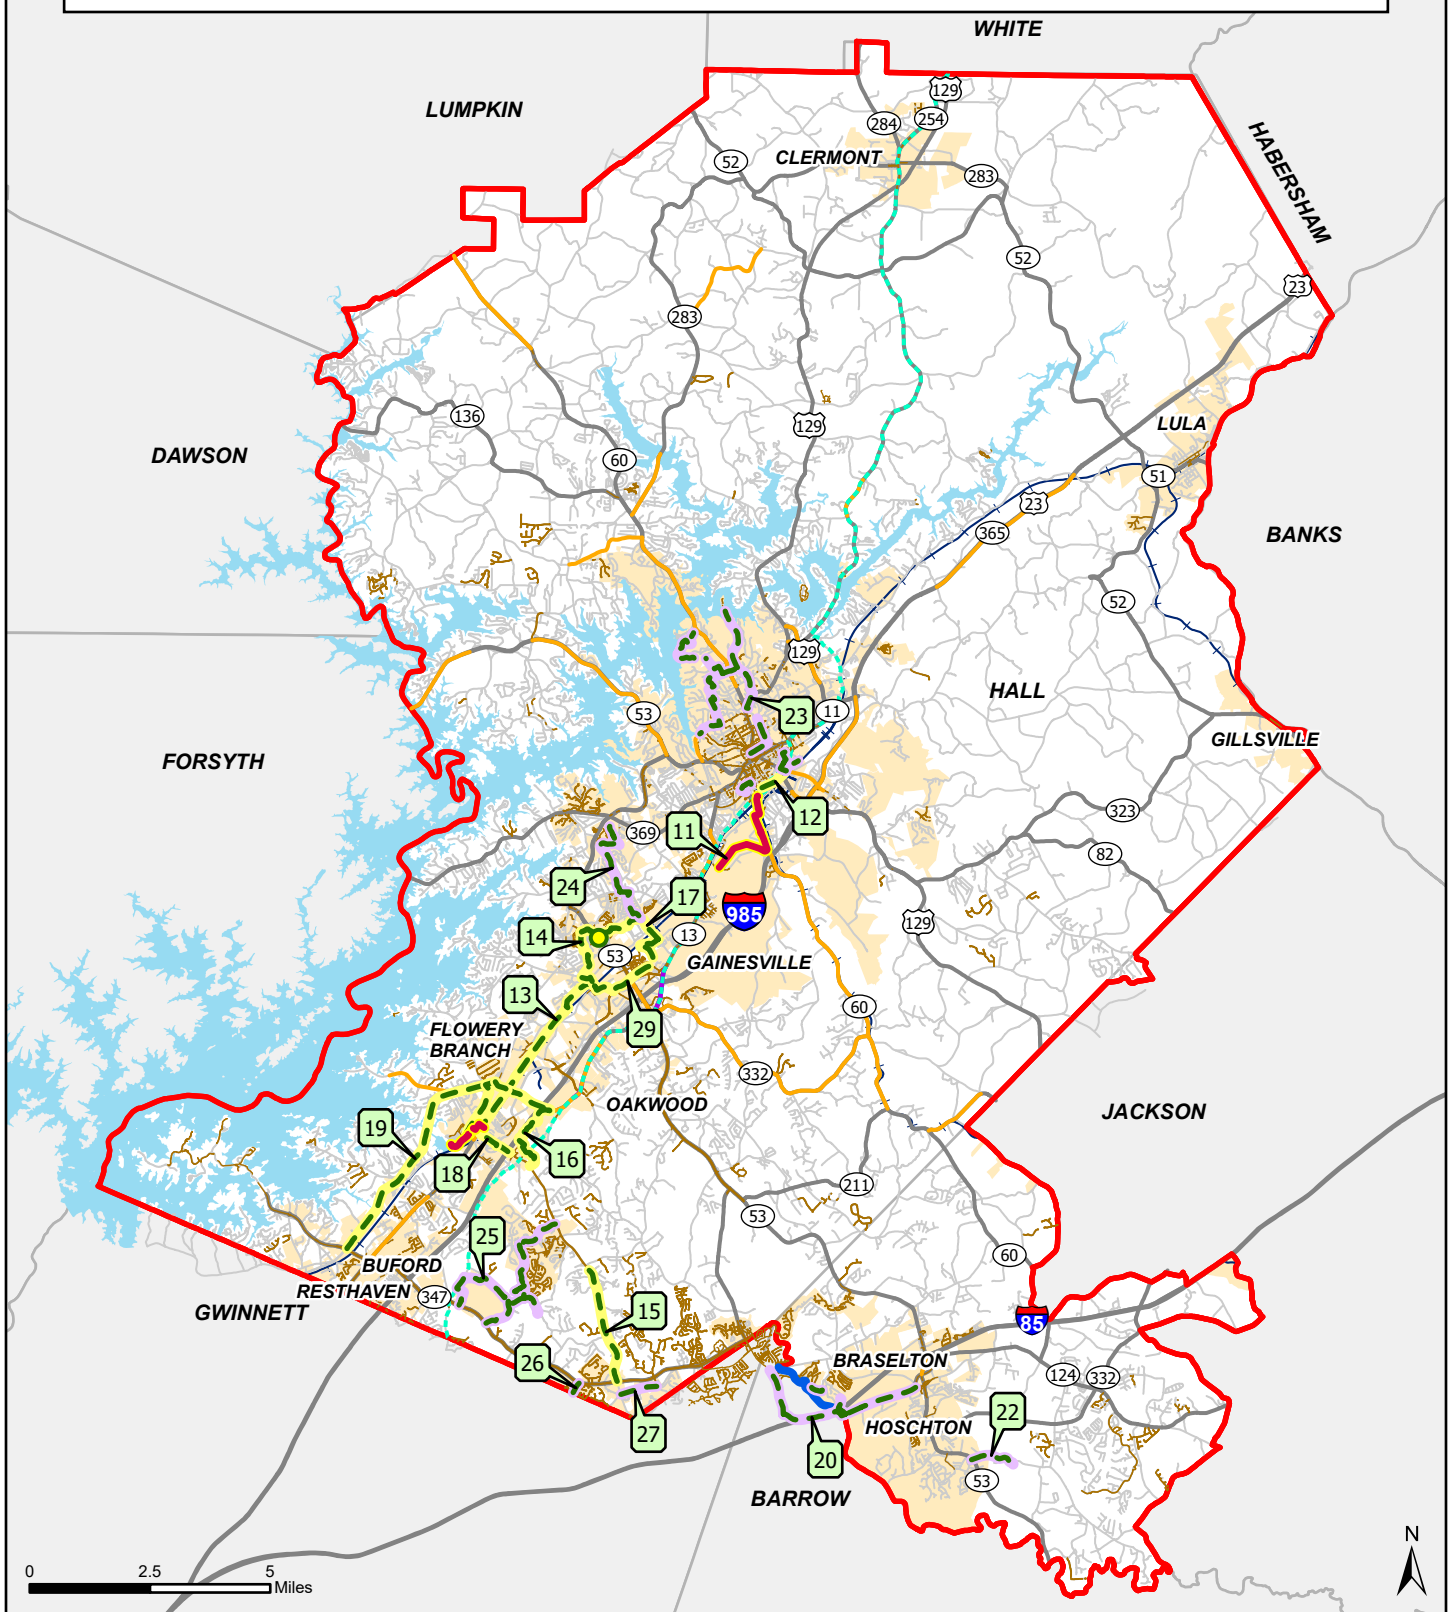 WHITE
LUMPKIN
129
284
254
HABERSHAM
52
CLERMONT
283
52
23
283
136
129
LULA
DAWSON
60
51
23
365
BANKS
52
129
HALL
53
23
11
GILLSVILLE
FORSYTH
323
12
11
369
82
24
17
985
129
14
13
53
GAINESVILLE
13
60
29
FLOWERY
BRANCH
332
OAKWOOD
JACKSON
19
18
16
211
53
25
60
BUFORD
RESTHAVEN
347
GWINNETT
15
85
26
BRASELTON
124
332
27
22
HOSCHTON
20
53
BARROW
N
0
2.5
5
Miles